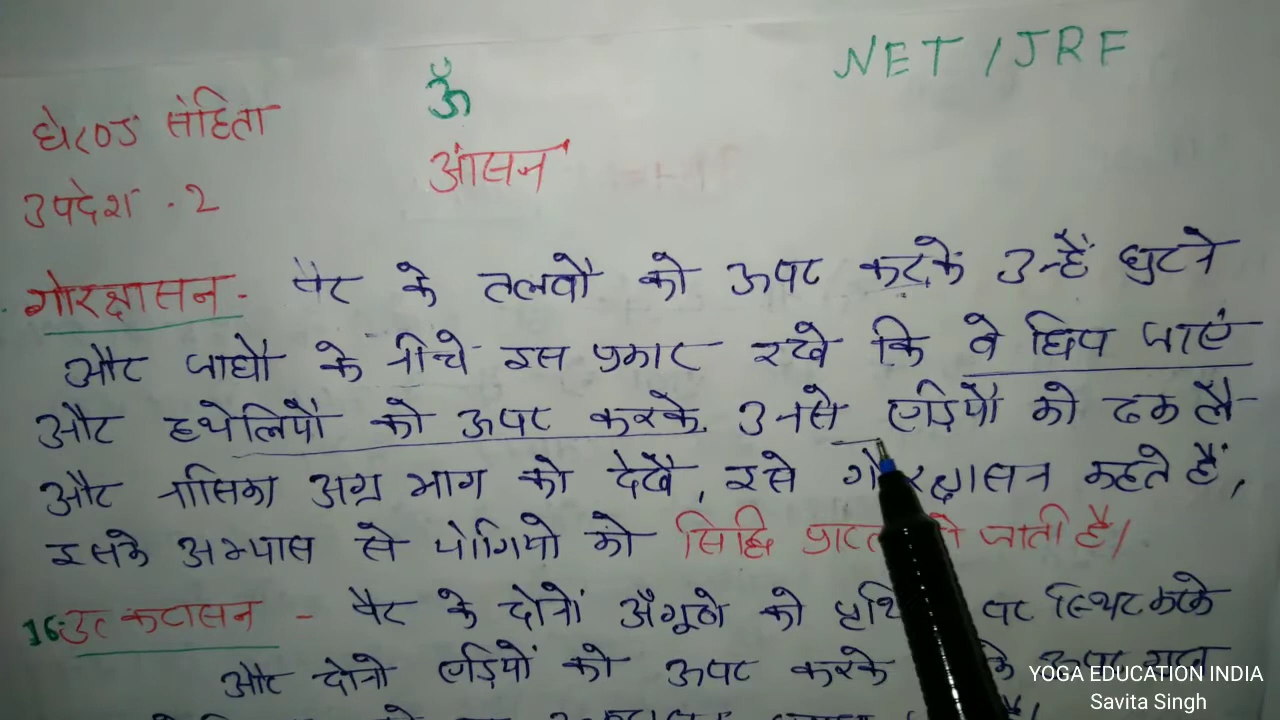 NET / JRF
ॐ
घेरण्ड संहिता
आसन
उपदेश - 2
गोरक्षासन - पैर के तलवों को ऊपर करके उन्हें घुटने
और जाघों के नीचे इस प्रकार रखे कि वे छिप जाएं
और हथेलियों को ऊपर करके उनसे एड़ियों को ढक लें
और नासिका अग्र भाग को देखें, इसे गोरक्षासन कहते हैं,
इसके अभ्यास से योगियो को सिद्धि जाती है।
16. उत्कटासन - पैर के दोनों अँगूठो को पर स्थिर करके
और दोनो एड़ियों को ऊपर करके ऊपर
YOGA EDUCATION INDIA
Savita Singh